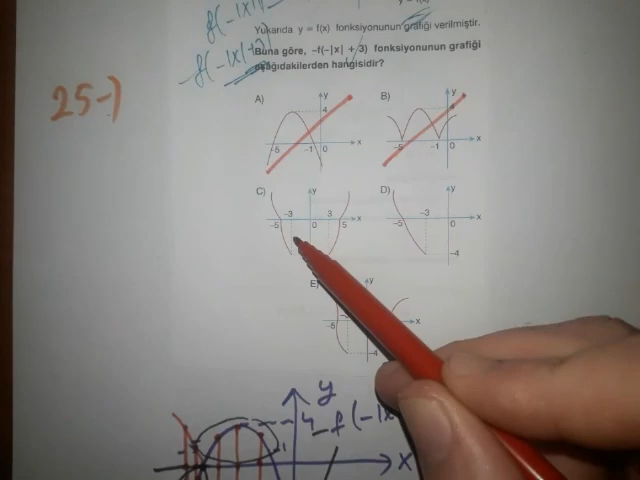 f(-|x|)
Yukarıda y = f(x) fonksiyonunun grafiği verilmiştir.
-f(-|x|+3)
Buna göre, -f(-|x| + 3) fonksiyonunun grafiği
aşağıdakilerden hangisidir?
25-)
A) y 4 -5 -1 0 x
B) y -5 -1 0 x
C) y -5 -3 0 3 5 x
D) y -5 -3 0 x -4
E) y -5 x -4
y
4 -f(-|x
x